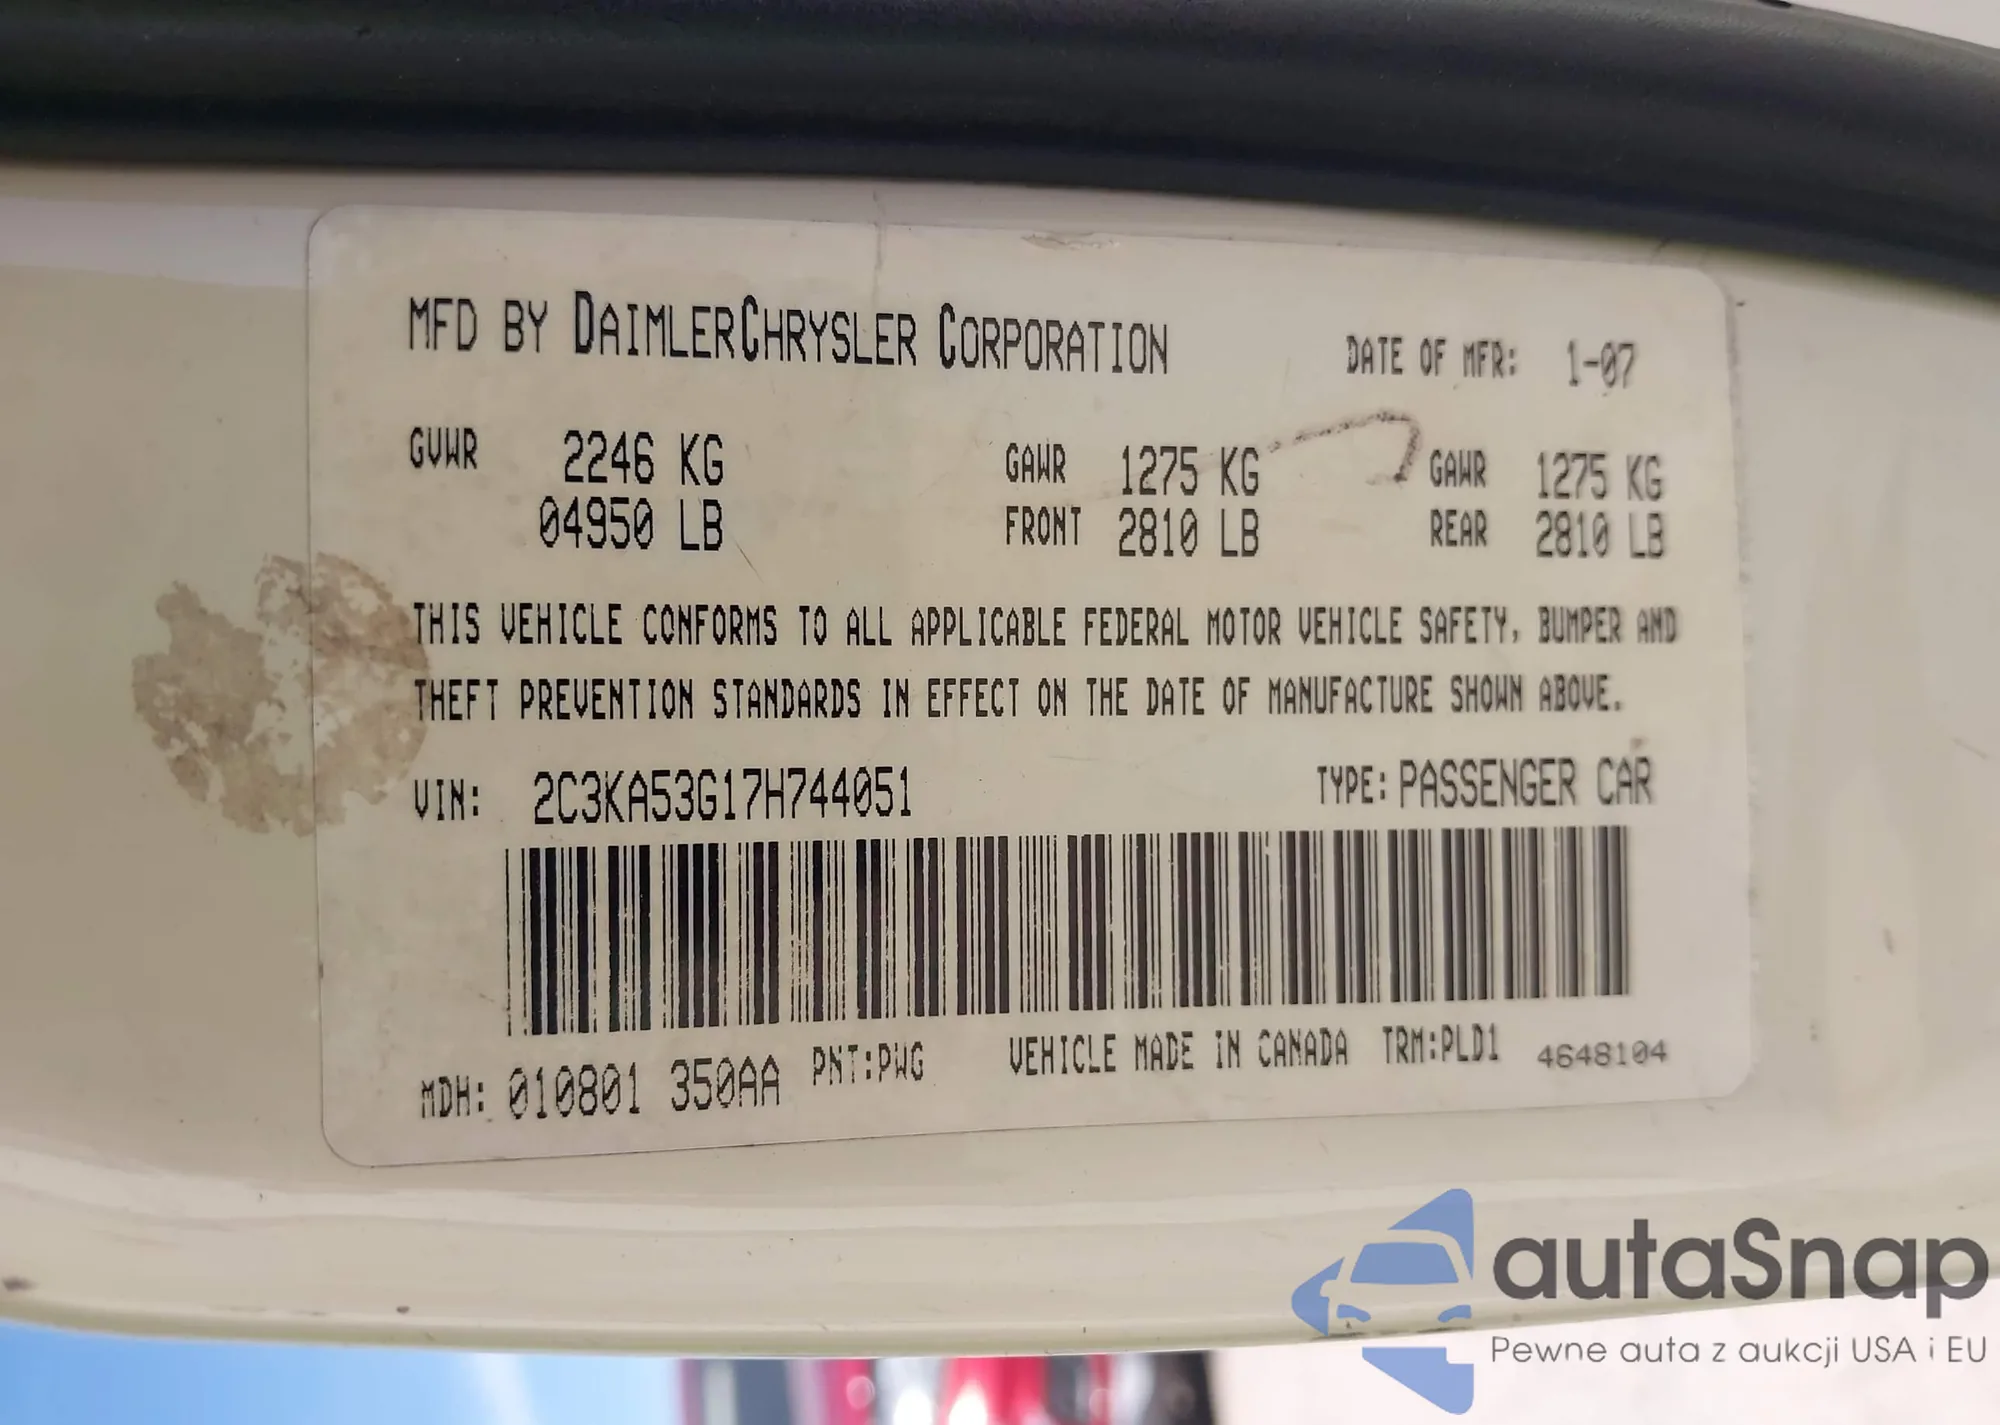 MFD BY DAIMLERCHRYSLER CORPORATION DATE OF MFR: 1-07
GVWR 2246 KG GAWR 1275 KG GAWR 1275 KG
04950 LB FRONT 2810 LB REAR 2810 LB
THIS VEHICLE CONFORMS TO ALL APPLICABLE FEDERAL MOTOR VEHICLE SAFETY, BUMPER AND
THEFT PREVENTION STANDARDS IN EFFECT ON THE DATE OF MANUFACTURE SHOWN ABOVE.
VIN: 2C3KA53G17H744051 TYPE: PASSENGER CAR
MDH: 010801 350AA PNT:PWG VEHICLE MADE IN CANADA TRM:PLD1 4648104
autaSnap
Pewne auta z aukcji USA i EU